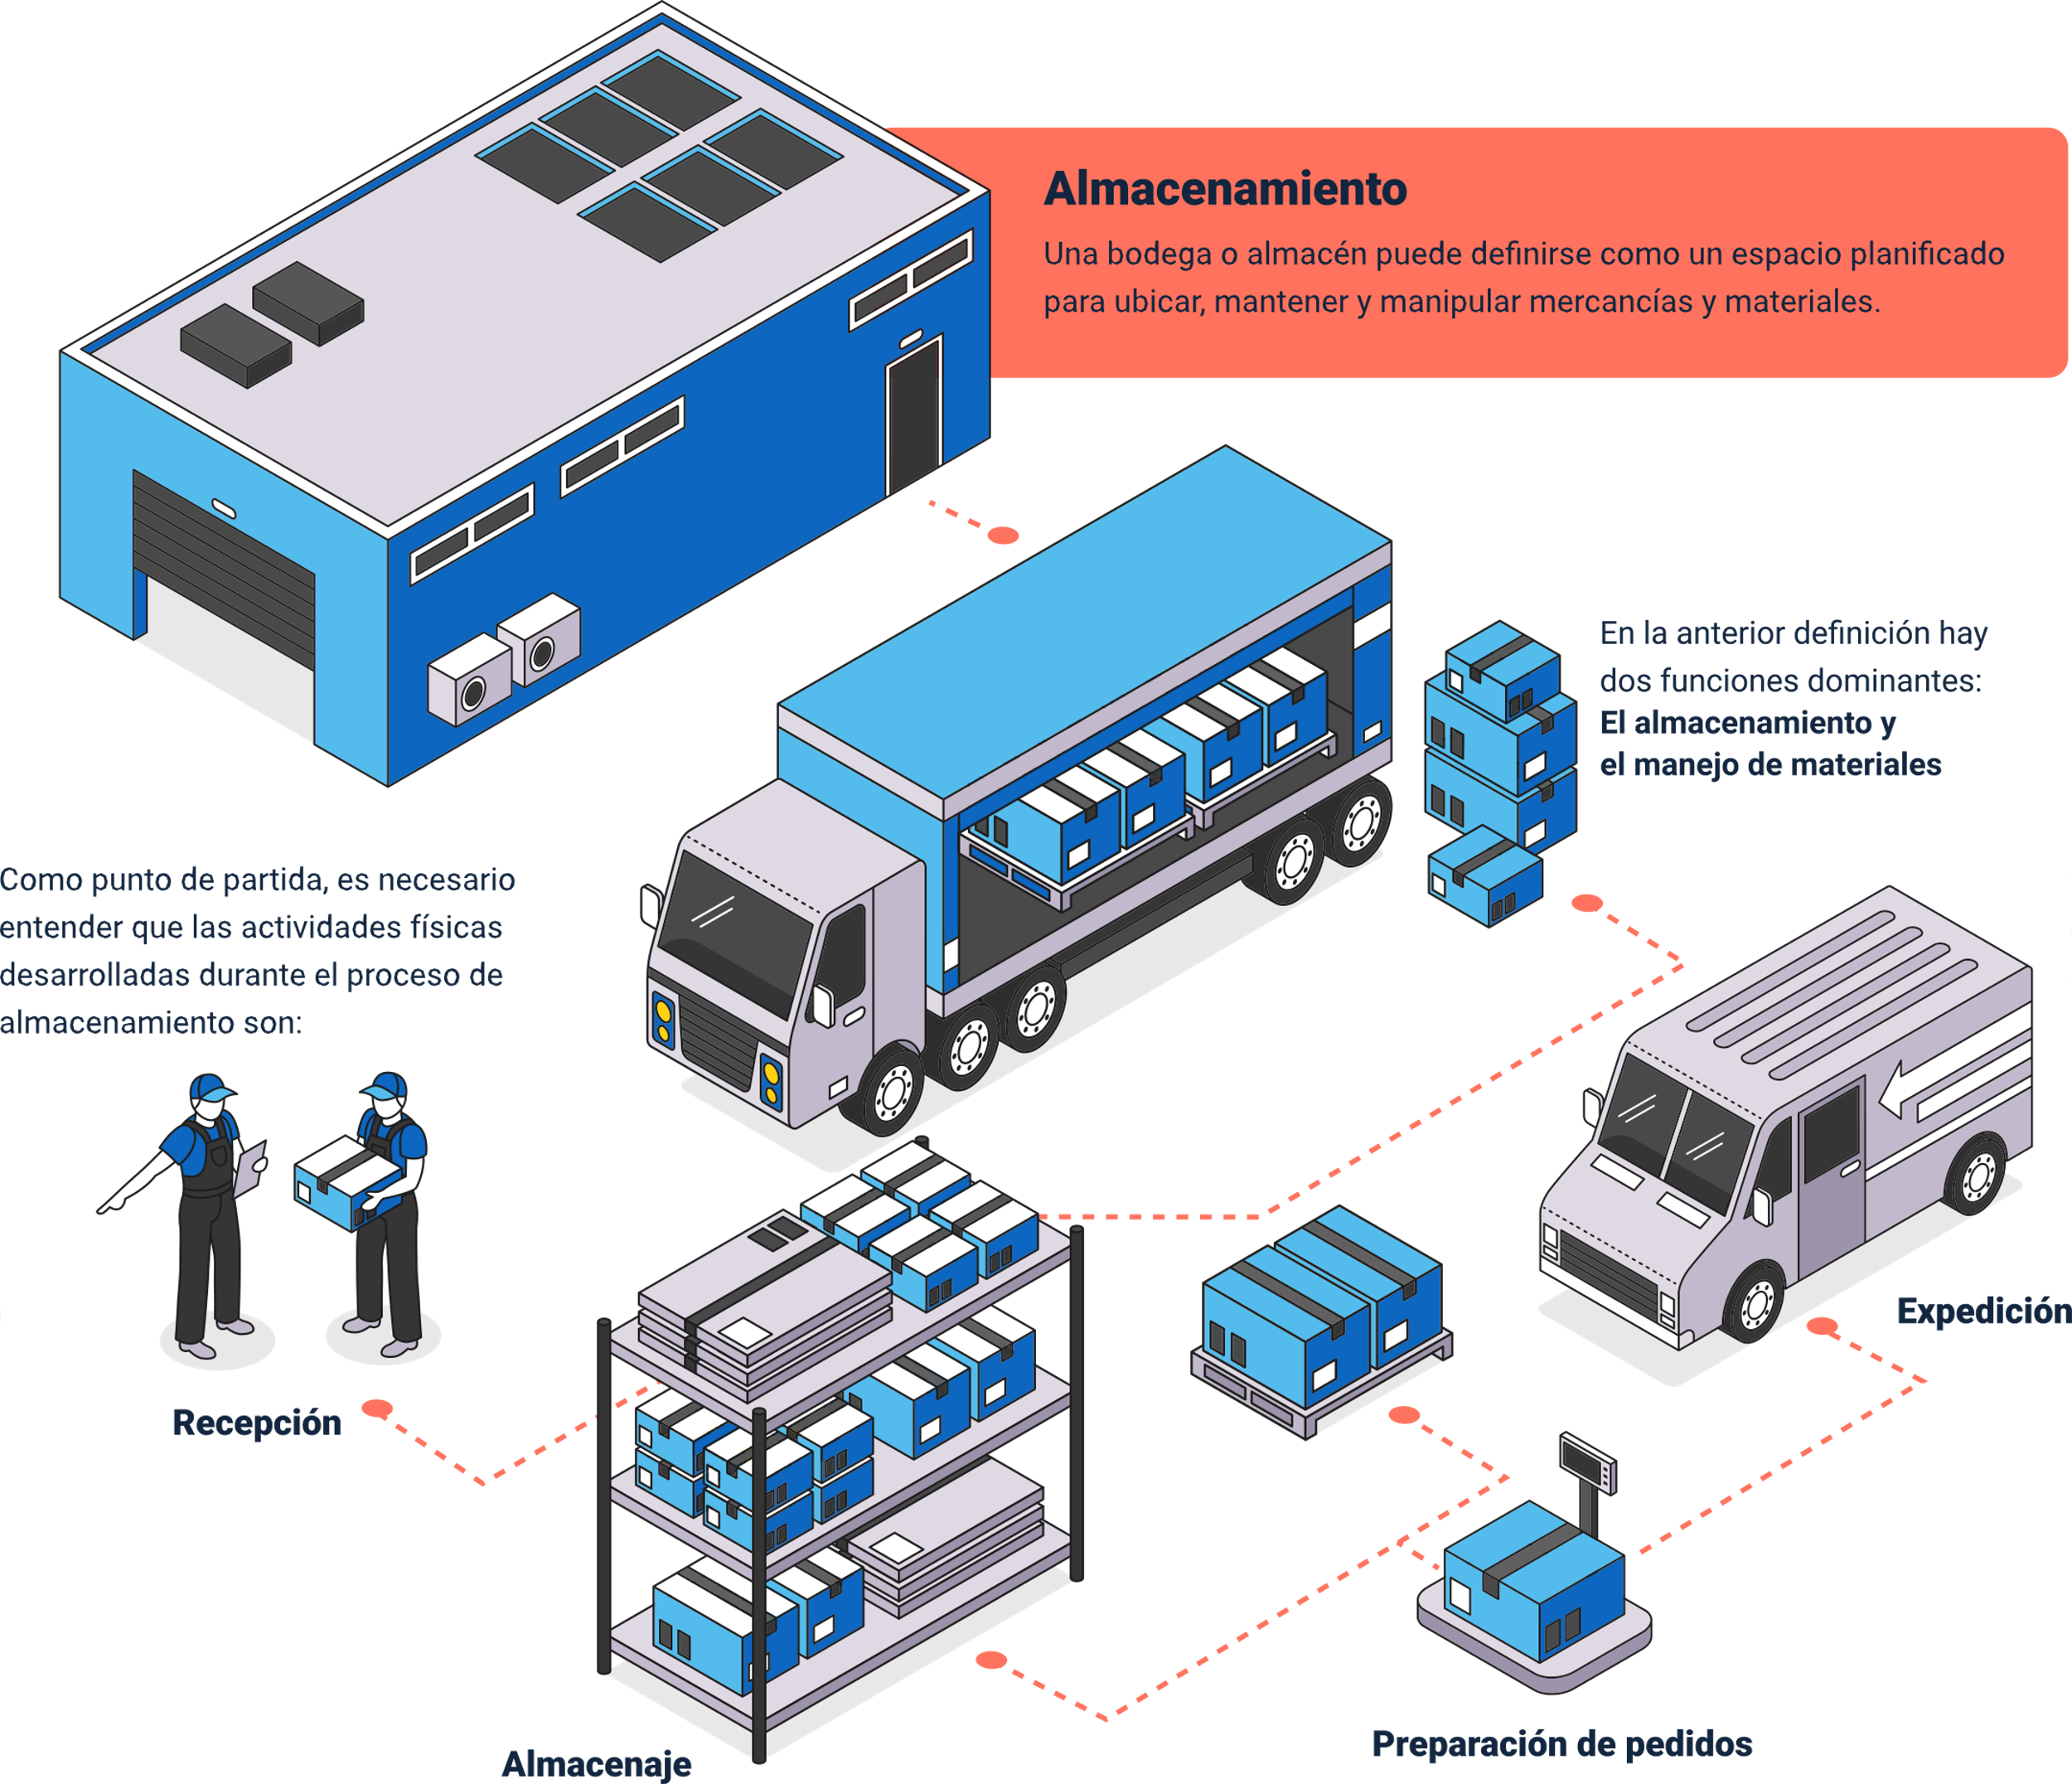 Almacenamiento
Una bodega o almacén puede definirse como un espacio planificado
para ubicar, mantener y manipular mercancías y materiales.
En la anterior definición hay
dos funciones dominantes:
El almacenamiento y
el manejo de materiales
Como punto de partida, es necesario
entender que las actividades físicas
desarrolladas durante el proceso de
almacenamiento son:
Recepción
Almacenaje
Preparación de pedidos
Expedición